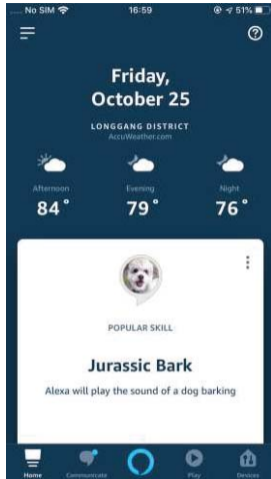 No SIM 16:59 51%
Friday,
October 25
LONGGANG DISTRICT
AccuWeather.com
Afternoon Evening Night
84° 79° 76°
POPULAR SKILL
Jurassic Bark
Alexa will play the sound of a dog barking
Home Communicate Play Devices